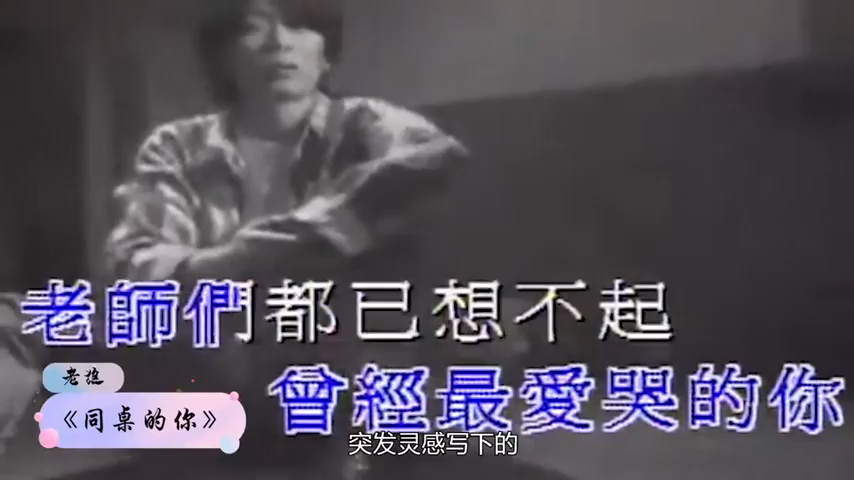 老師們都已想不起
曾經最愛哭的你
老狼
《同桌的你》
突发灵感写下的